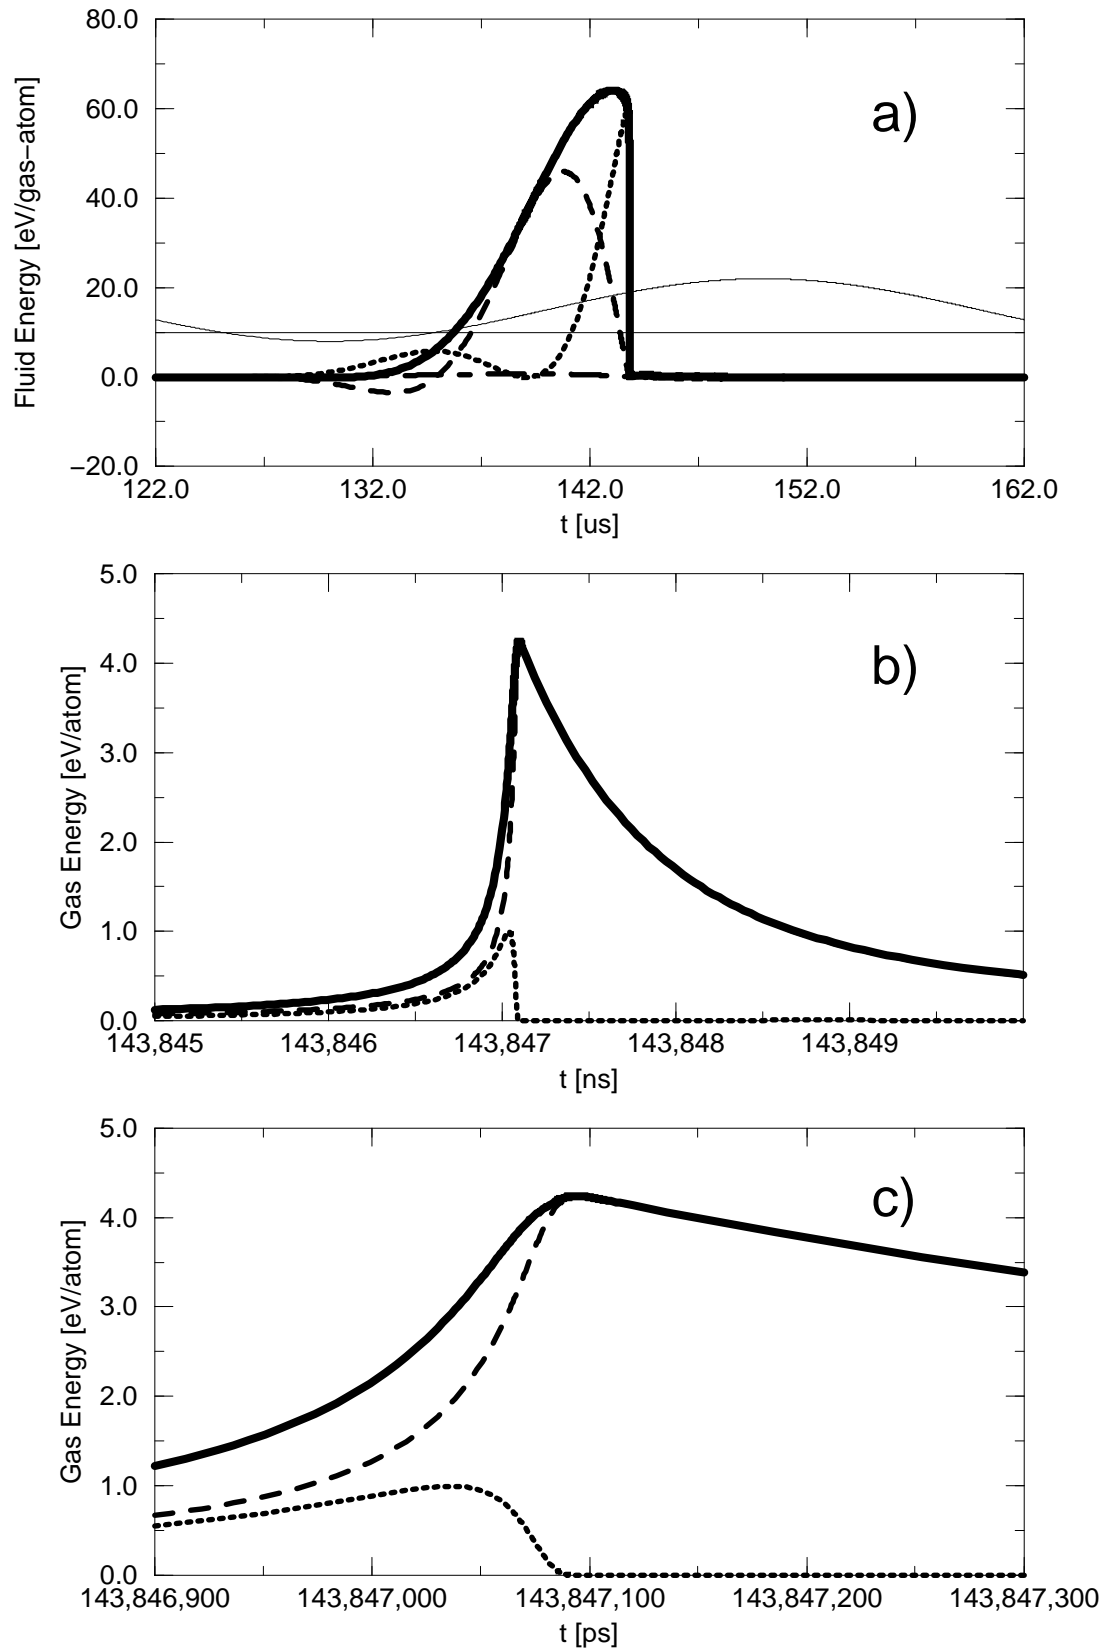 80.0
60.0
40.0
20.0
0.0
−20.0
Fluid Energy [eV/gas−atom]
a)
122.0 132.0 142.0 152.0 162.0
t [us]
5.0
4.0
3.0
2.0
1.0
0.0
Gas Energy [eV/atom]
b)
143,845 143,846 143,847 143,848 143,849
t [ns]
5.0
4.0
3.0
2.0
1.0
0.0
Gas Energy [eV/atom]
c)
143,846,900 143,847,000 143,847,100 143,847,200 143,847,300
t [ps]